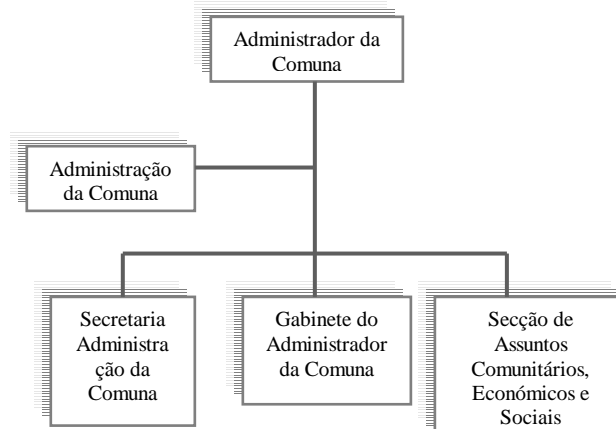 Administrador da
Comuna
Administração
da Comuna
Secretaria
Administra
ção da
Comuna
Gabinete do
Administrador
da Comuna
Secção de
Assuntos
Comunitários,
Económicos e
Sociais